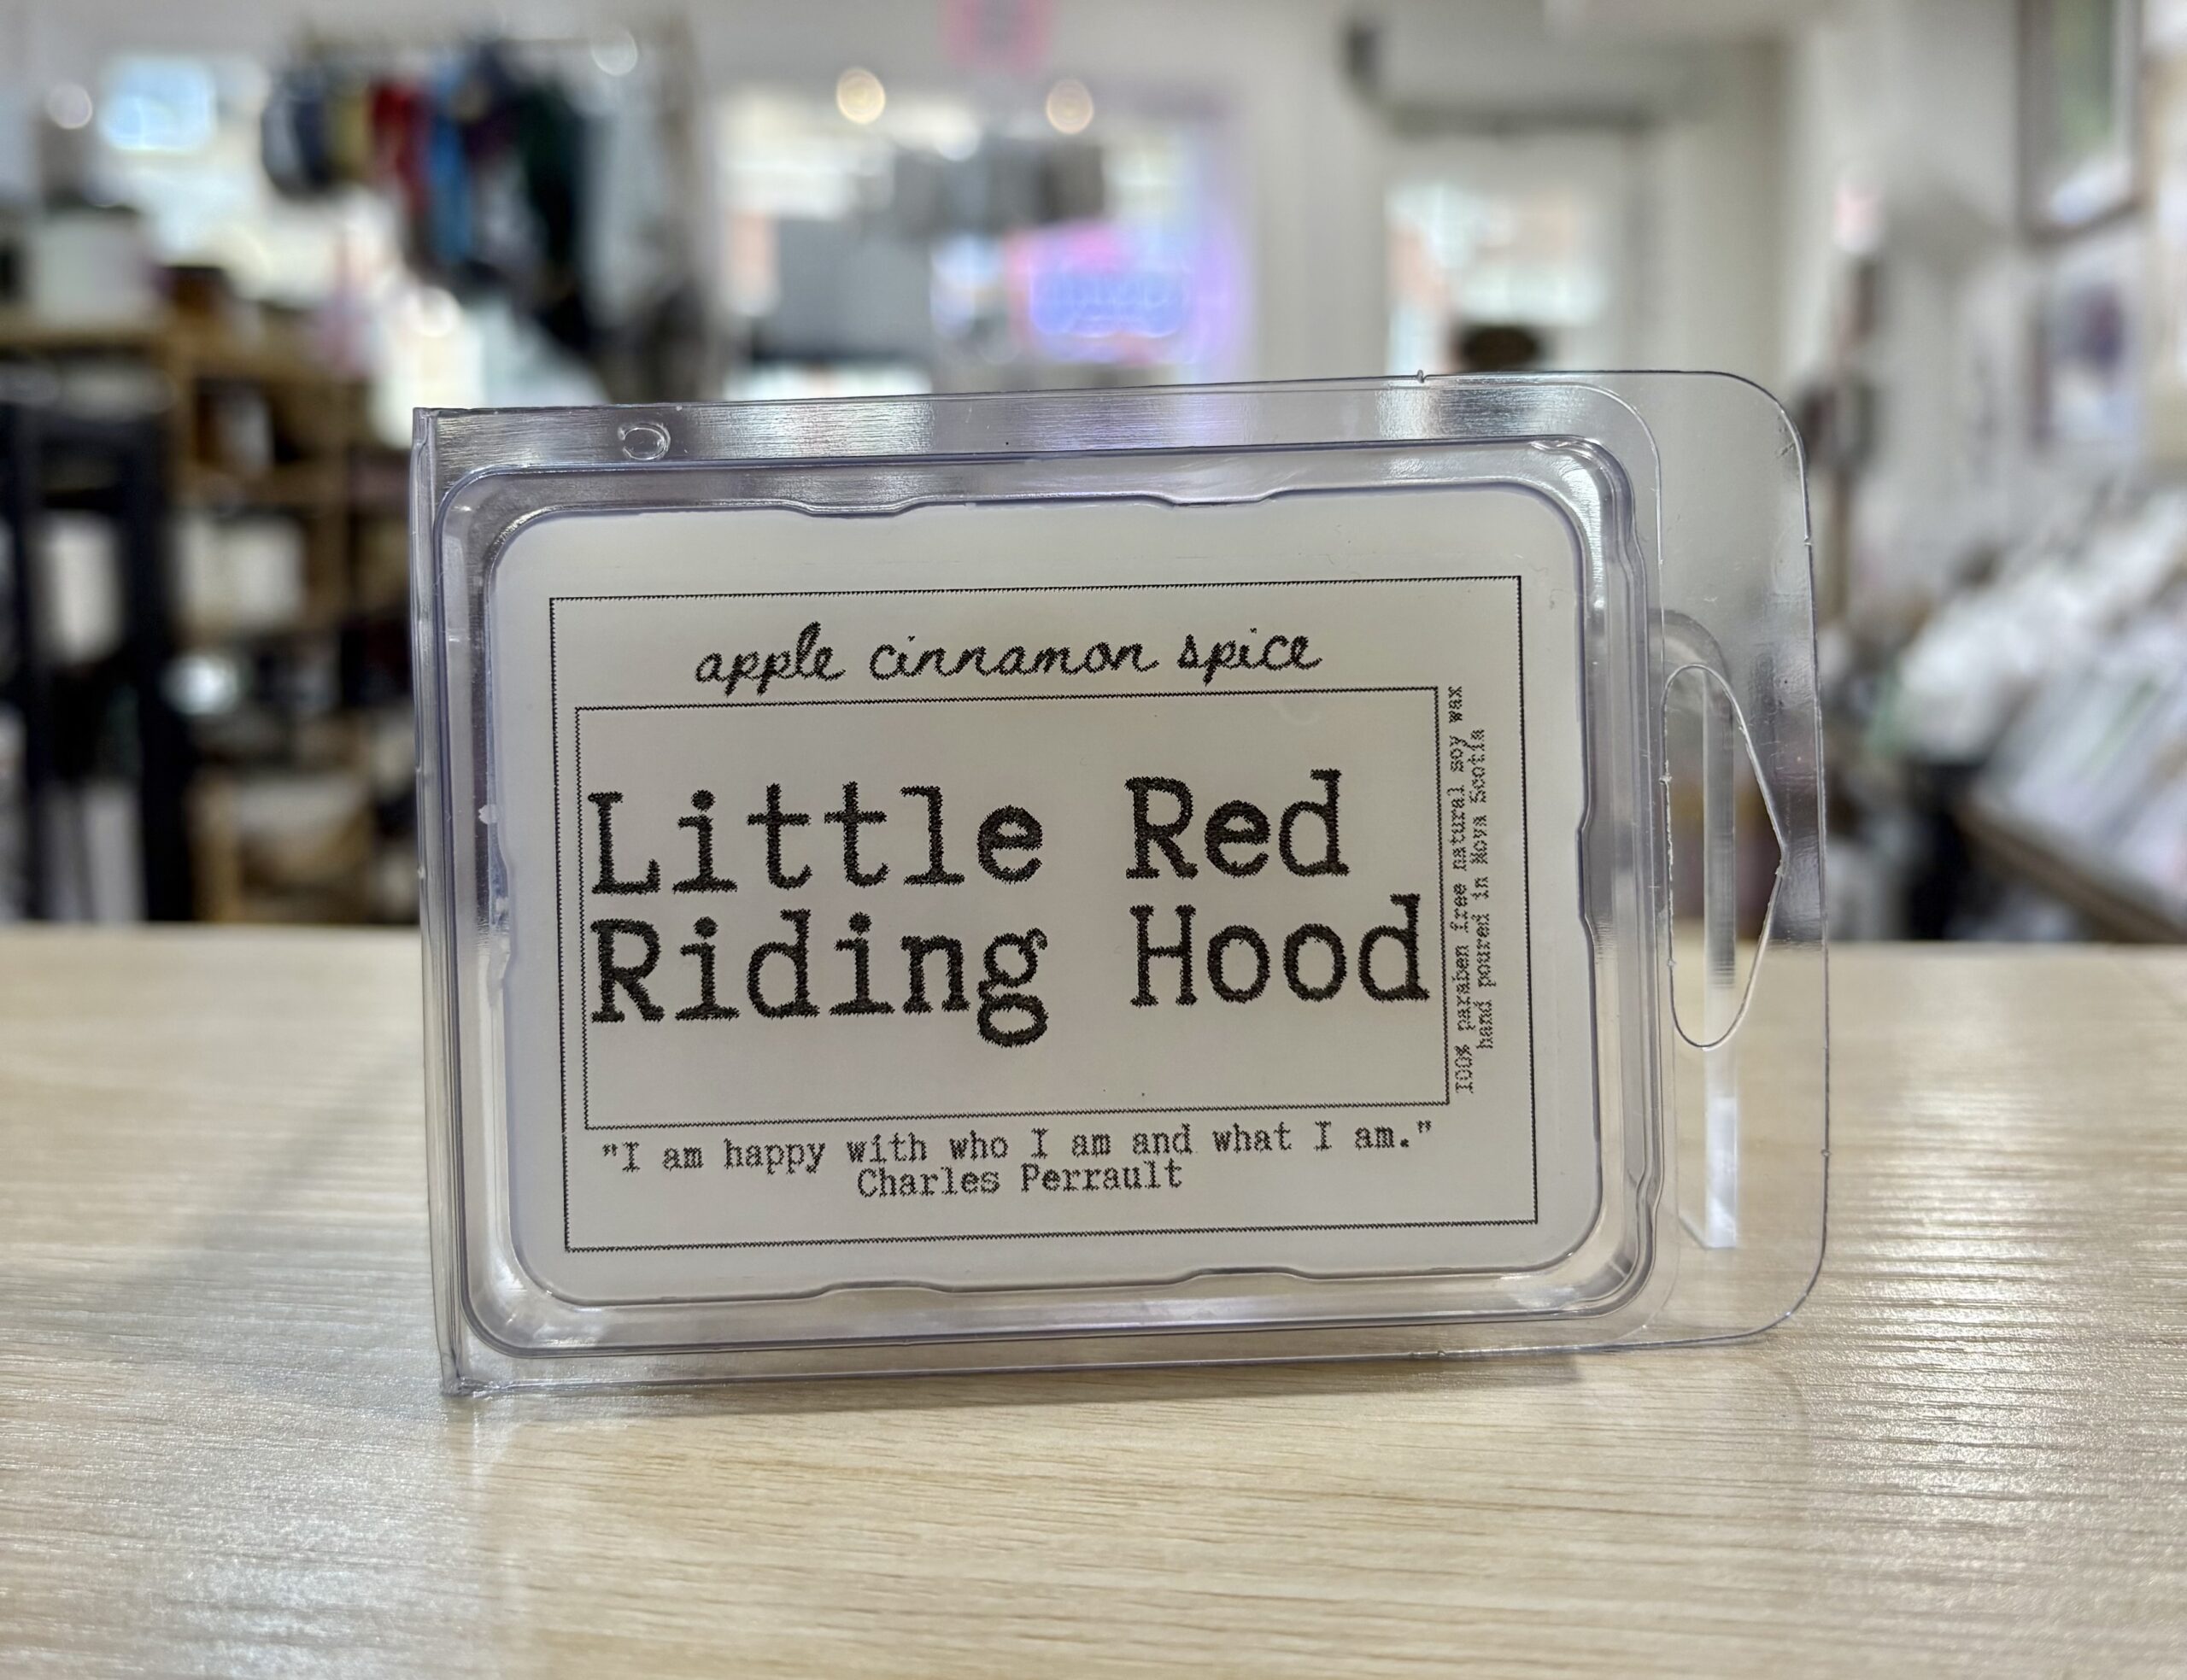 apple cinnamon spice
Little Red
Riding Hood
100% paraben free natural soy wax
hand poured in Nova Scotia
"I am happy with who I am and what I am."
Charles Perrault